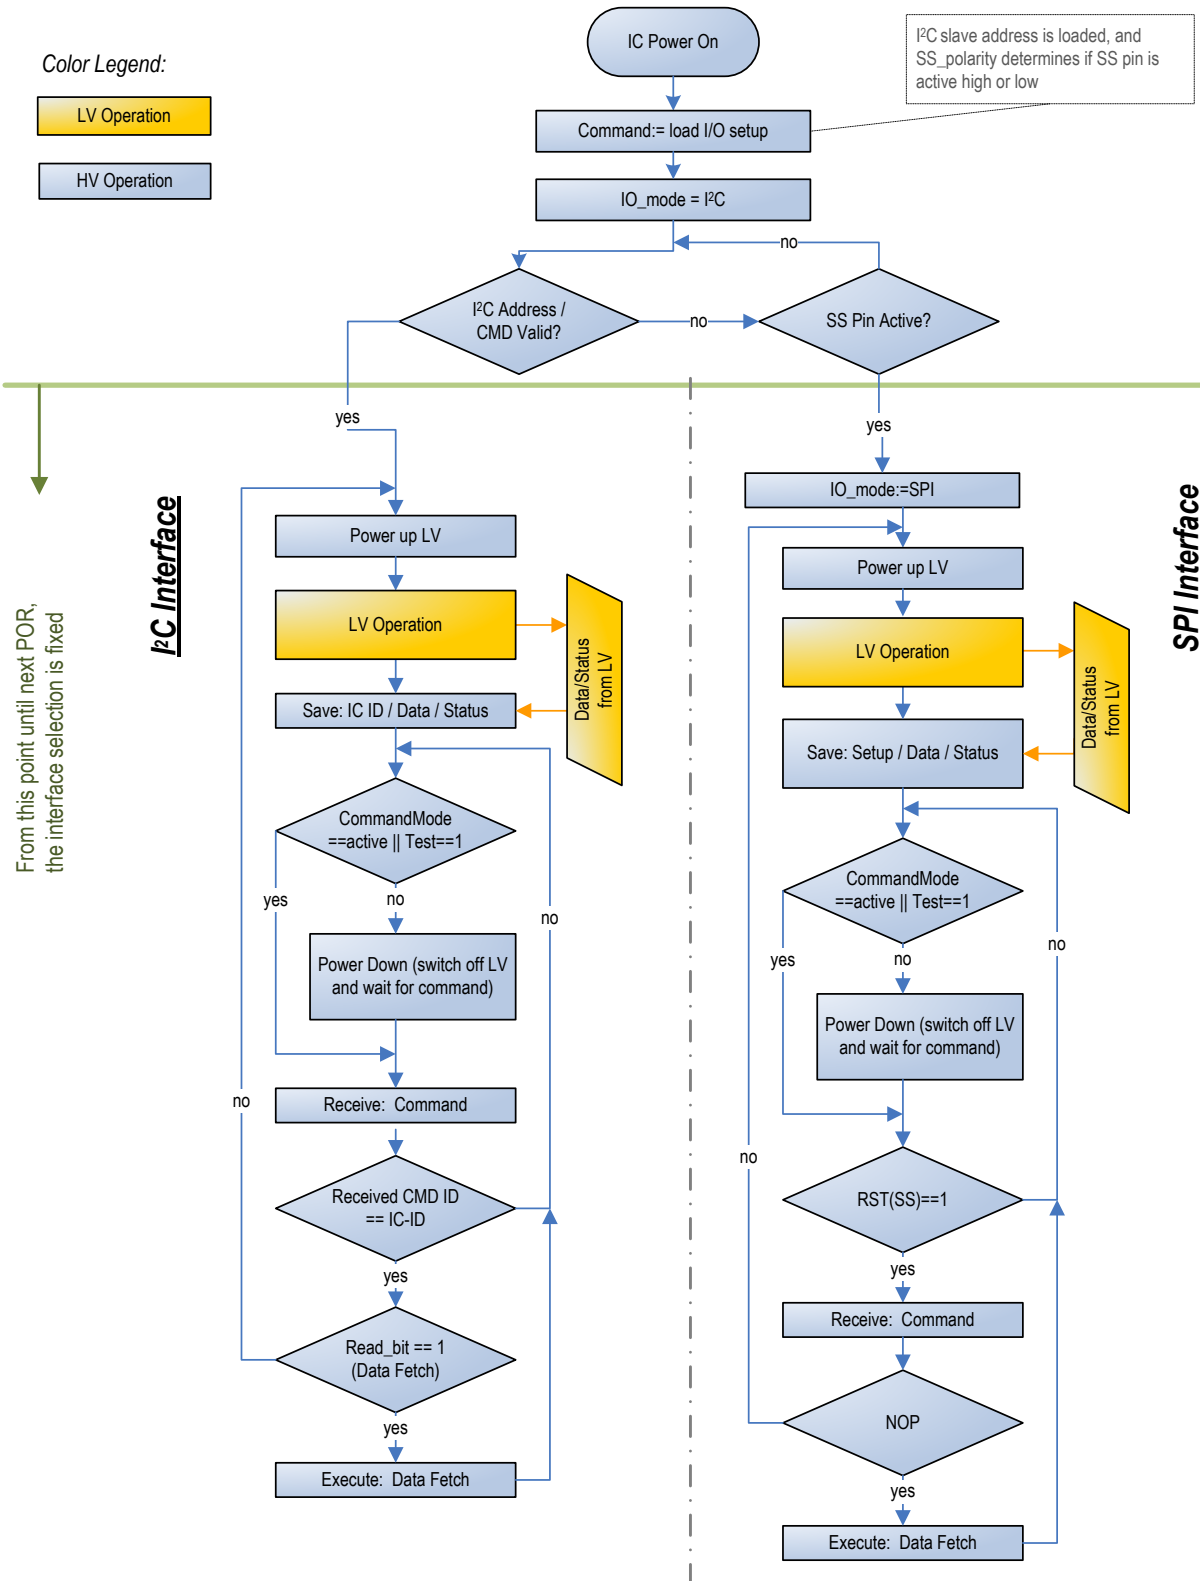 Color Legend:
LV Operation
HV Operation
IC Power On
I²C slave address is loaded, and
SS_polarity determines if SS pin is
active high or low
Command:= load I/O setup
IO_mode = I²C
no
I²C Address /
CMD Valid?
no
SS Pin Active?
yes
yes
From this point until next POR,
the interface selection is fixed
I²C Interface
Power up LV
LV Operation
Data/Status
from LV
Save: IC ID / Data / Status
CommandMode
==active || Test==1
yes
no
no
Power Down (switch off LV
and wait for command)
no
Receive: Command
Received CMD ID
== IC-ID
yes
Read_bit == 1
(Data Fetch)
yes
Execute: Data Fetch
SPI Interface
IO_mode:=SPI
Power up LV
LV Operation
Data/Status
from LV
Save: Setup / Data / Status
CommandMode
==active || Test==1
yes
no
no
Power Down (switch off LV
and wait for command)
no
RST(SS)==1
yes
Receive: Command
NOP
yes
Execute: Data Fetch